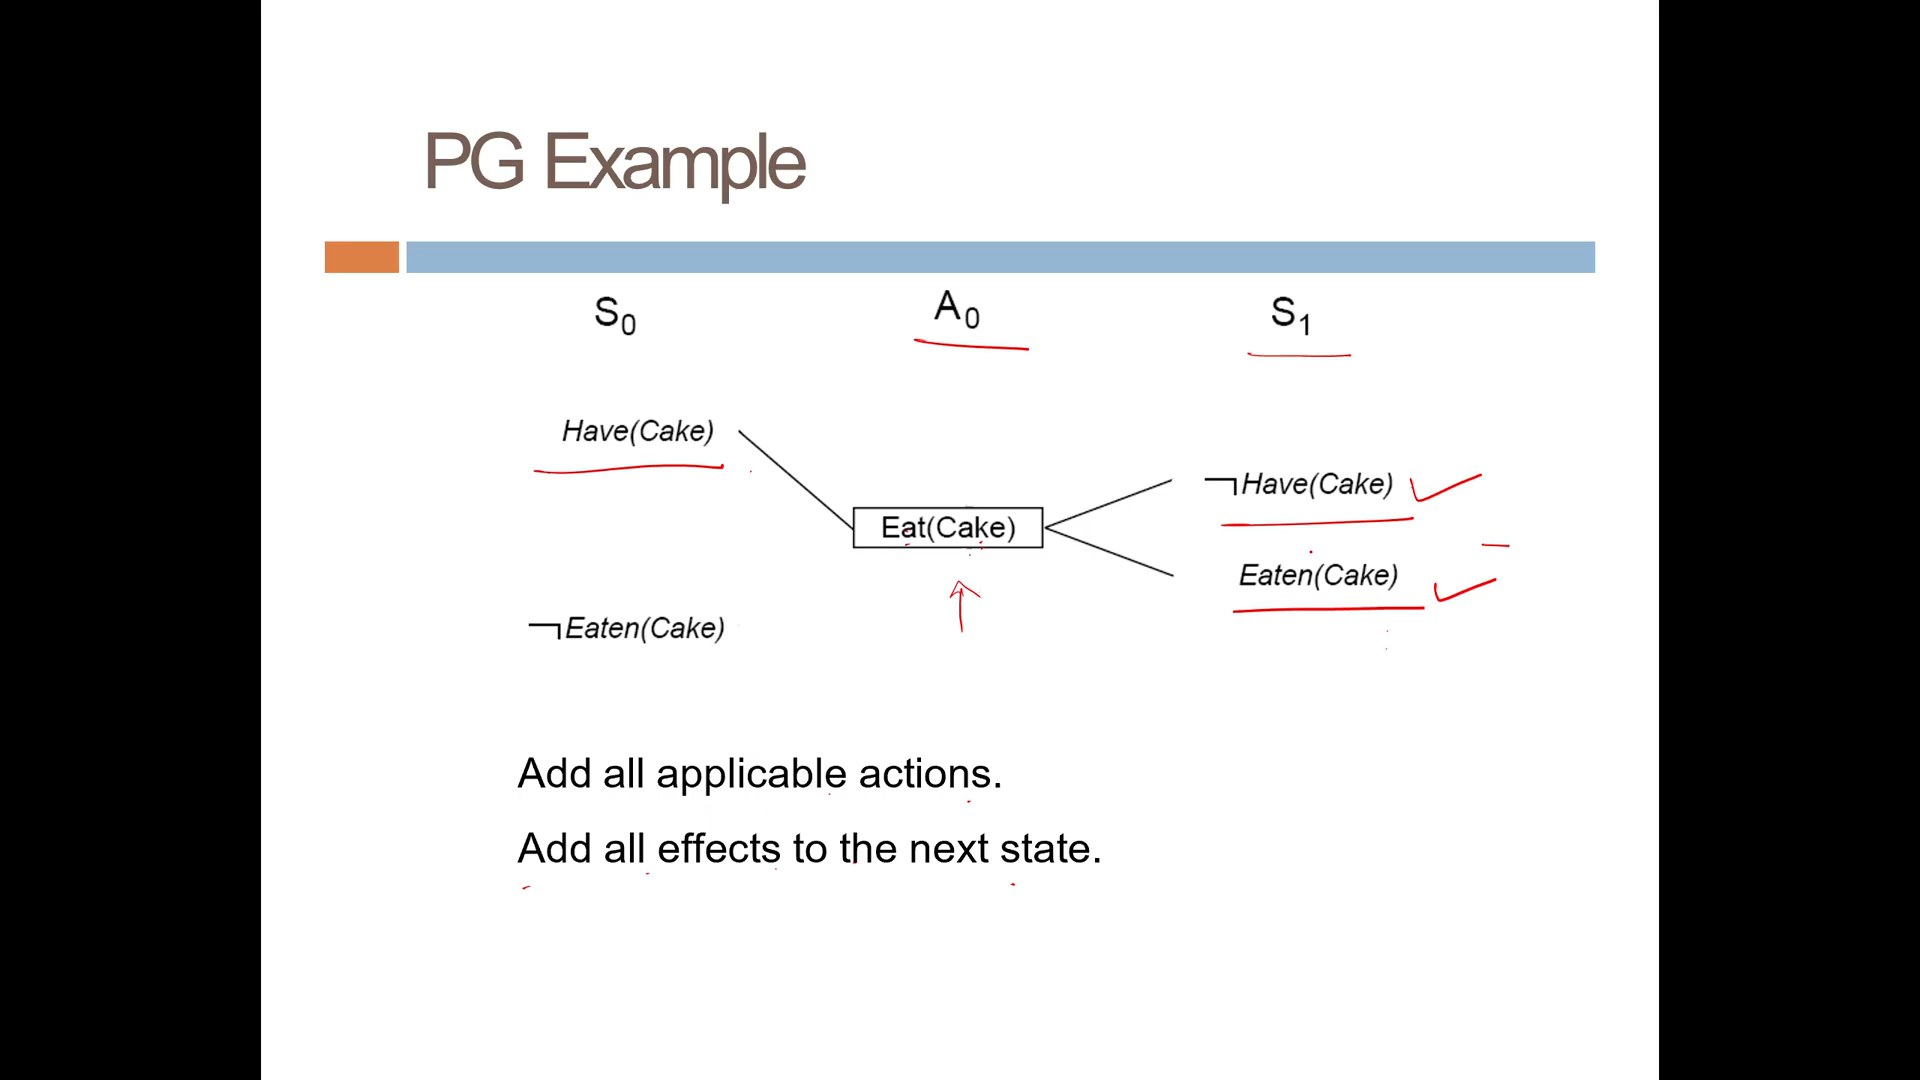 PG Example
S0 A0 S1
Have(Cake)
¬Have(Cake)
Eat(Cake)
Eaten(Cake)
¬Eaten(Cake)
Add all applicable actions.
Add all effects to the next state.